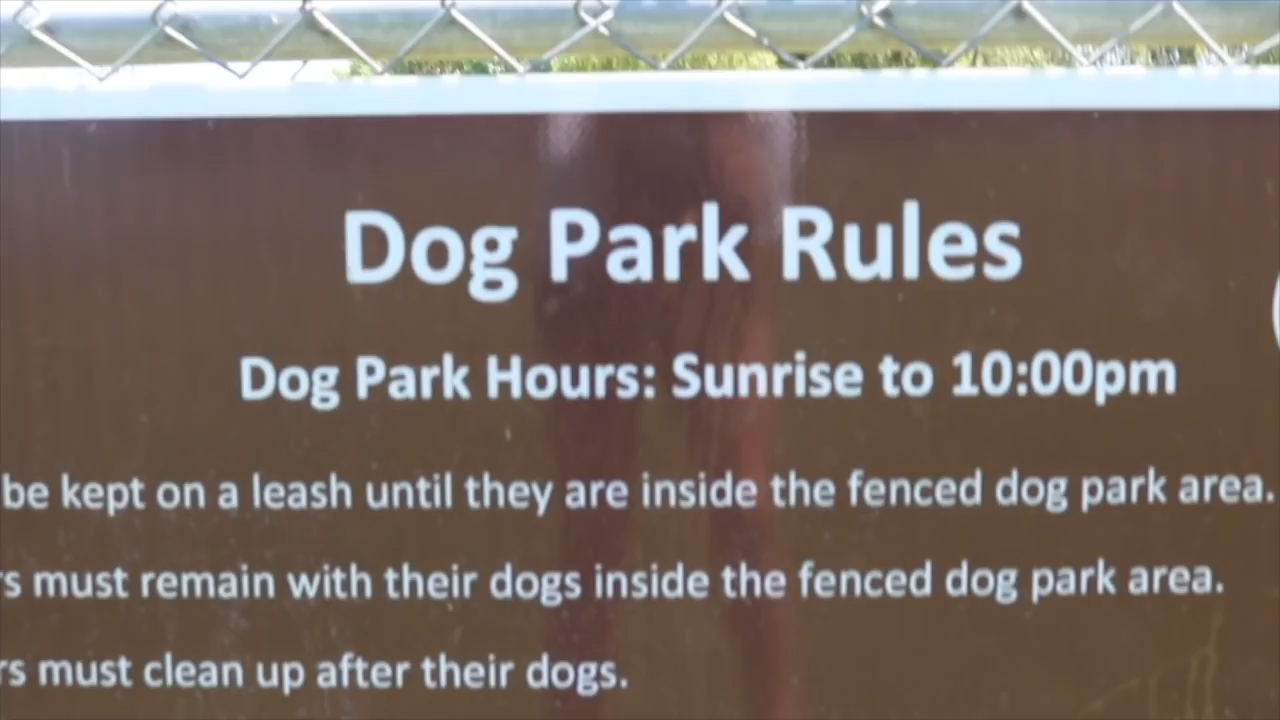 Dog Park Rules
Dog Park Hours: Sunrise to 10:00pm
be kept on a leash until they are inside the fenced dog park area.
rs must remain with their dogs inside the fenced dog park area.
rs must clean up after their dogs.